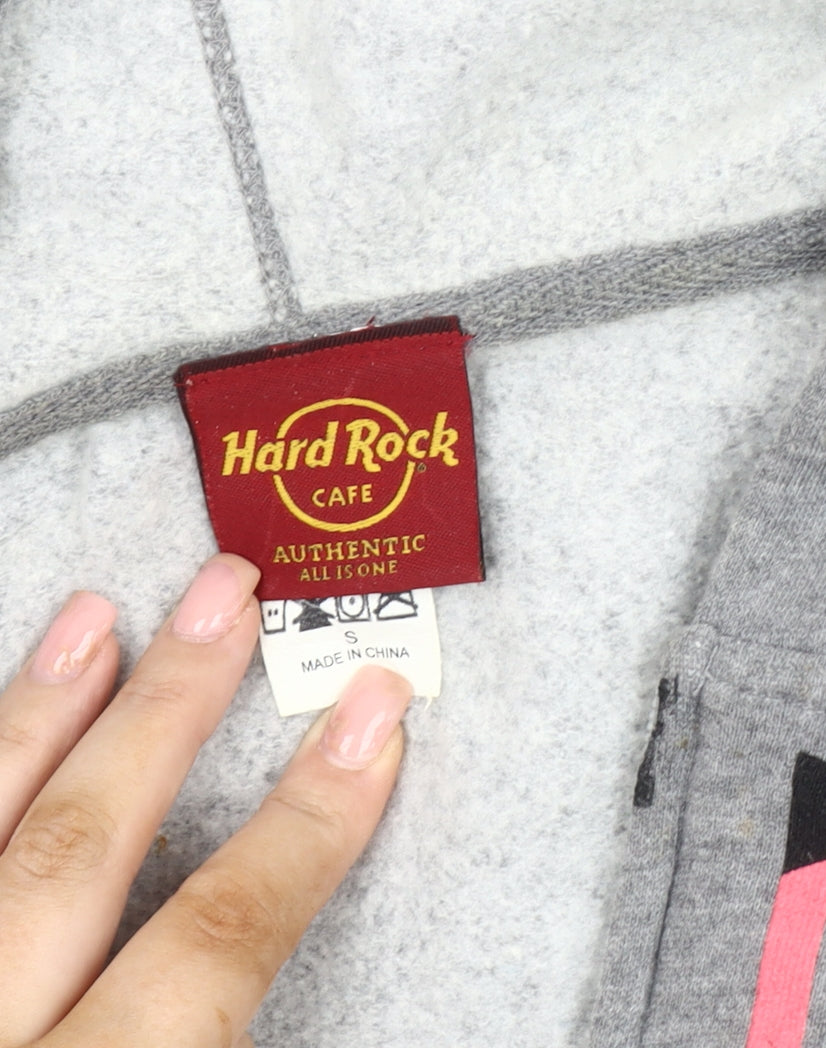 Hard Rock
CAFE
AUTHENTIC
ALL IS ONE
S
MADE IN CHINA